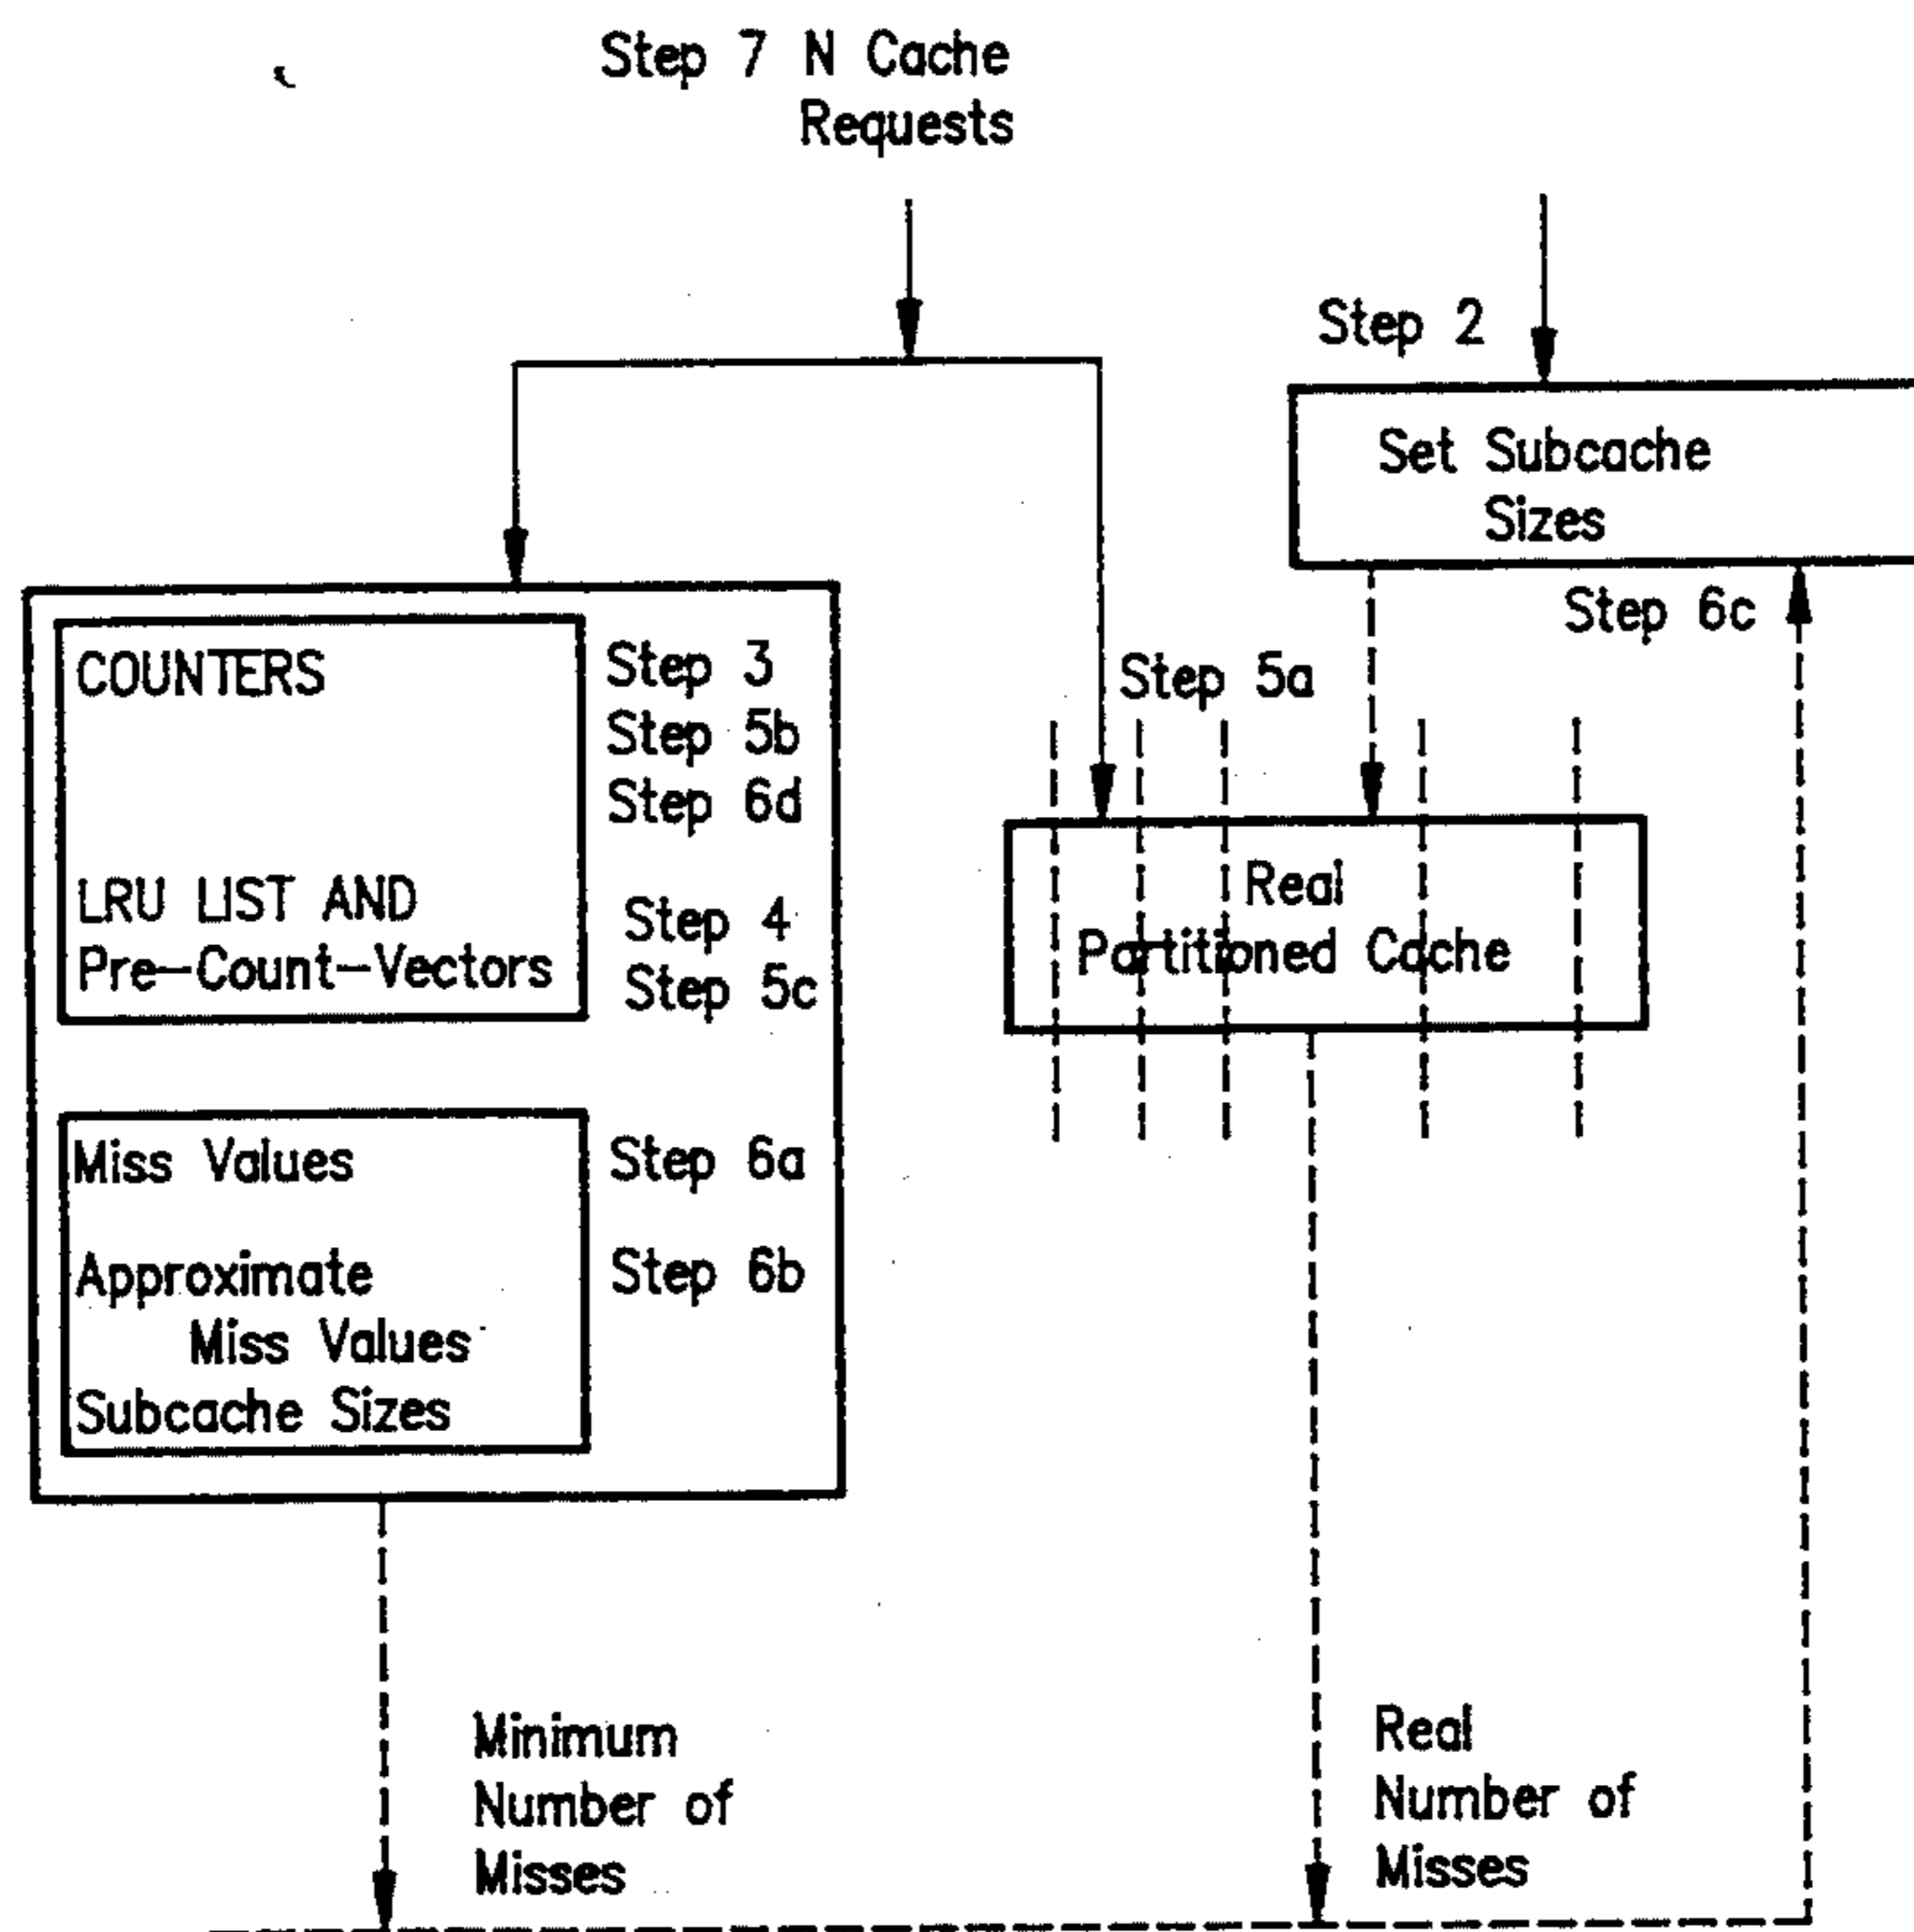 Step 7 N Cache
Requests
Step 2
Set Subcache
Sizes
Step 6c
COUNTERS
Step 3
Step 5b
Step 6d
LRU LIST AND
Pre-Count-Vectors
Step 4
Step 5c
Step 5a
Real
Partitioned Cache
Miss Values
Step 6a
Approximate
Step 6b
Miss Values
Subcache Sizes
Minimum
Number of
Misses
Real
Number of
Misses